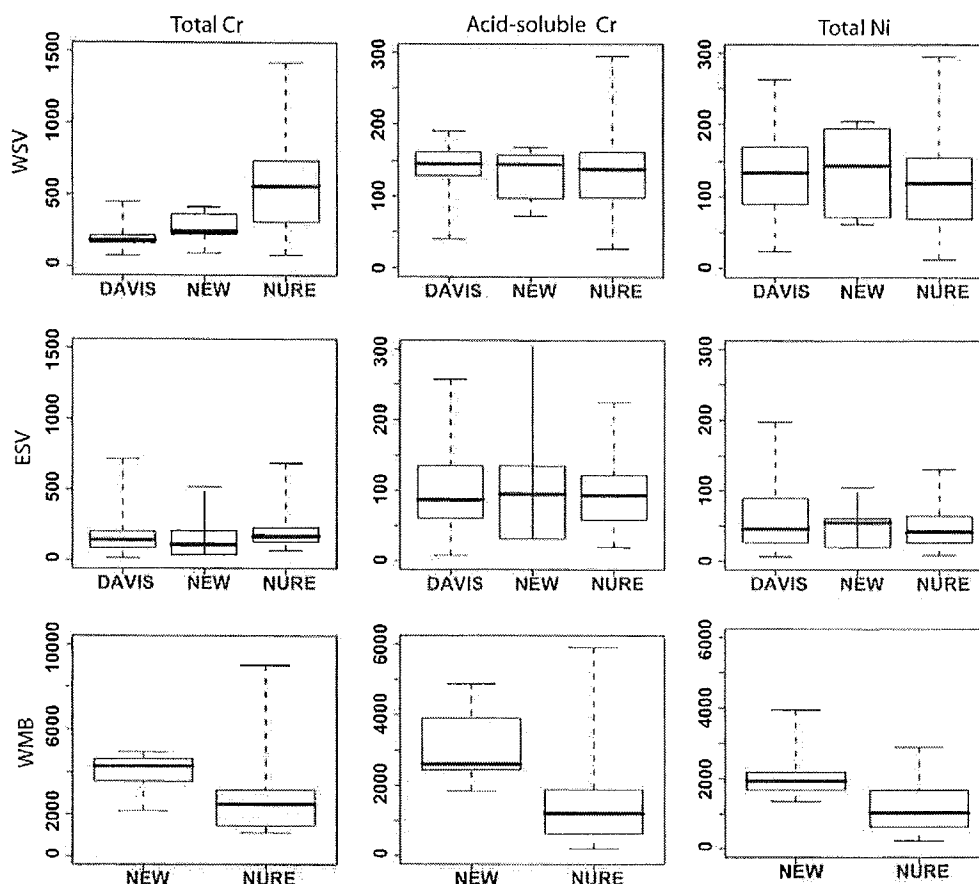 Total Cr
Acid-soluble Cr
Total Ni
WSV
1500
1000
500
0
DAVIS NEW NURE
300
200
100
0
DAVIS NEW NURE
300
200
100
0
DAVIS NEW NURE
ESV
1500
1000
500
0
DAVIS NEW NURE
300
200
100
0
DAVIS NEW NURE
300
200
100
0
DAVIS NEW NURE
WMB
10000
6000
2000
0
NEW NURE
6000
4000
2000
0
NEW NURE
6000
4000
2000
0
NEW NURE